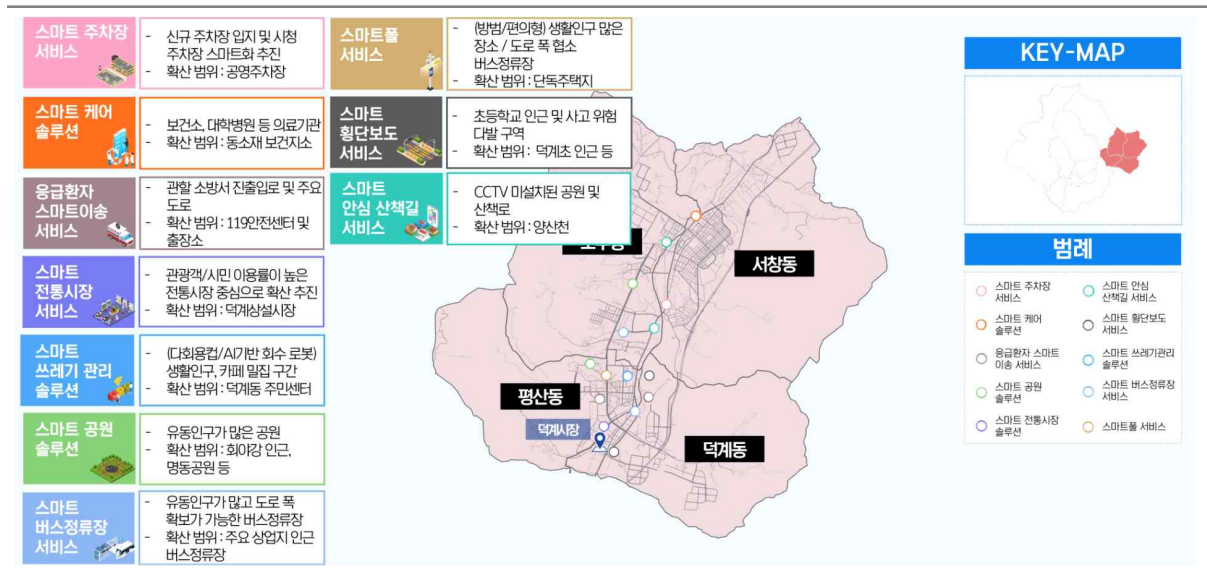 스마트 주차장
서비스
- 신규 주차장 입지 및 시청
주차장 스마트화 추진
- 확산 범위 : 공영주차장
스마트 케어
솔루션
- 보건소, 대학병원 등 의료기관
- 확산 범위 : 동소재 보건지소
응급환자
스마트이송
서비스
- 관할 소방서 진출입로 및 주요
도로
- 확산 범위 : 119안전센터 및
출장소
스마트
전통시장
서비스
- 관광객/시민 이용률이 높은
전통시장 중심으로 확산 추진
- 확산 범위 : 덕계상설시장
스마트
쓰레기 관리
솔루션
- (다회용컵/AI기반 회수 로봇)
생활인구, 카페 밀집 구간
- 확산 범위 : 덕계동 주민센터
스마트 공원
솔루션
- 유동인구가 많은 공원
- 확산 범위 : 회야강 인근,
명동공원 등
스마트
버스정류장
서비스
- 유동인구가 많고 도로 폭
확보가 가능한 버스정류장
- 확산 범위 : 주요 상업지 인근
버스정류장
스마트폴
서비스
- (방범/편의형) 생활인구 많은
장소 / 도로 폭 협소
버스정류장
- 확산 범위 : 단독주택지
스마트
횡단보도
서비스
- 초등학교 인근 및 사고 위험
다발 구역
- 확산 범위 : 덕계초 인근 등
스마트
안심 산책길
서비스
- CCTV 미설치된 공원 및
산책로
- 확산 범위 : 양산천
서창동
평산동
덕계시장
덕계동
KEY-MAP
범례
스마트 주차장
서비스
스마트 안심
산책길 서비스
스마트 케어
솔루션
스마트 횡단보도
서비스
응급환자 스마트
이송 서비스
스마트 쓰레기관리
솔루션
스마트 공원
솔루션
스마트 버스정류장
서비스
스마트 전통시장
솔루션
스마트폴 서비스